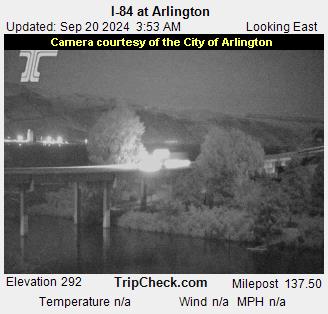 I-84 at Arlington
Updated: Sep 20 2024 3:53 AM Looking East
Camera courtesy of the City of Arlington
Elevation 292 TripCheck.com Milepost 137.50
Temperature n/a Wind n/a MPH n/a